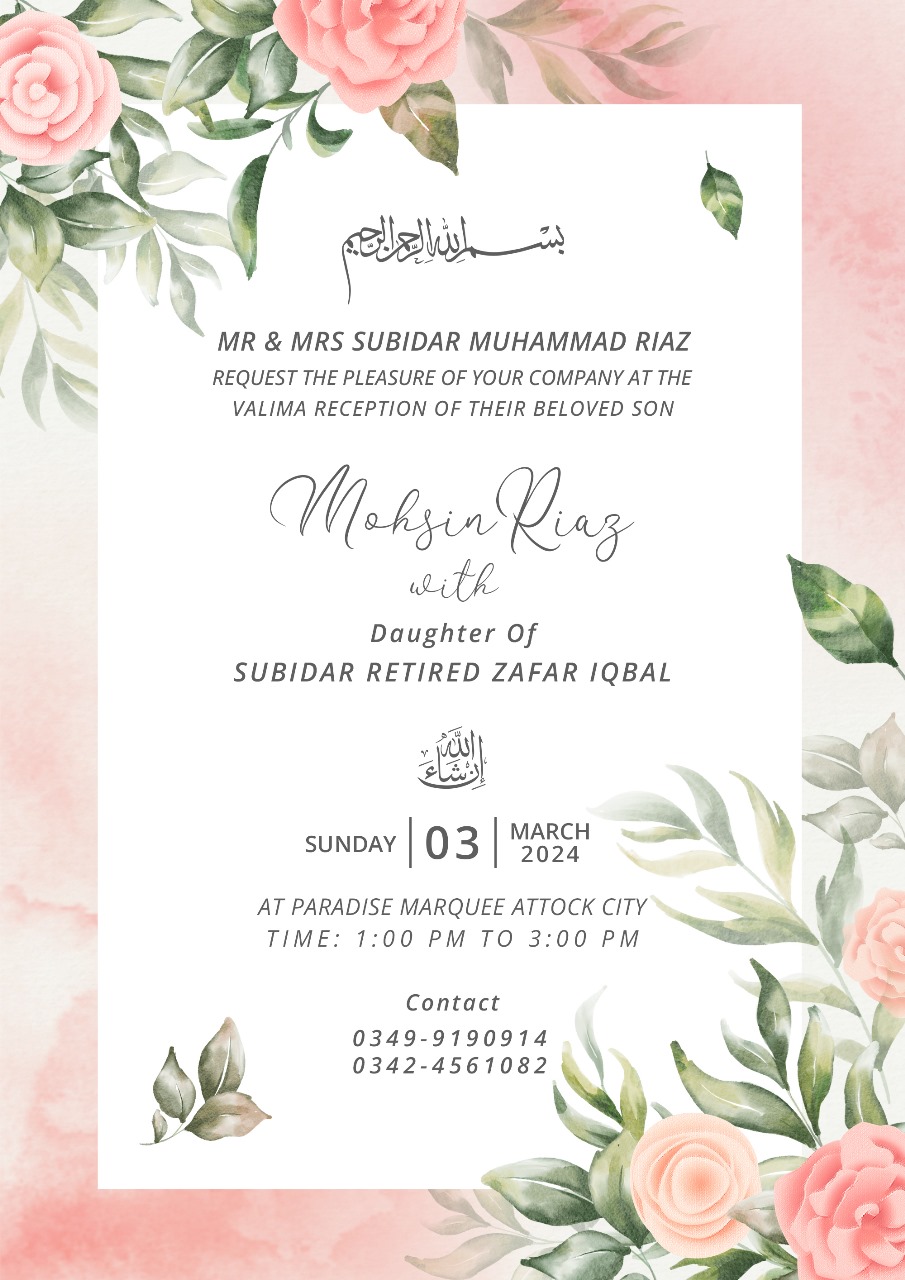 بسم الله الرحمن الرحيم
MR & MRS SUBIDAR MUHAMMAD RIAZ
REQUEST THE PLEASURE OF YOUR COMPANY AT THE
VALIMA RECEPTION OF THEIR BELOVED SON
Mohsin Riaz
with
Daughter Of
SUBIDAR RETIRED ZAFAR IQBAL
إن شاء الله
SUNDAY | 03 | MARCH 2024
AT PARADISE MARQUEE ATTOCK CITY
TIME: 1:00 PM TO 3:00 PM
Contact
0349-9190914
0342-4561082